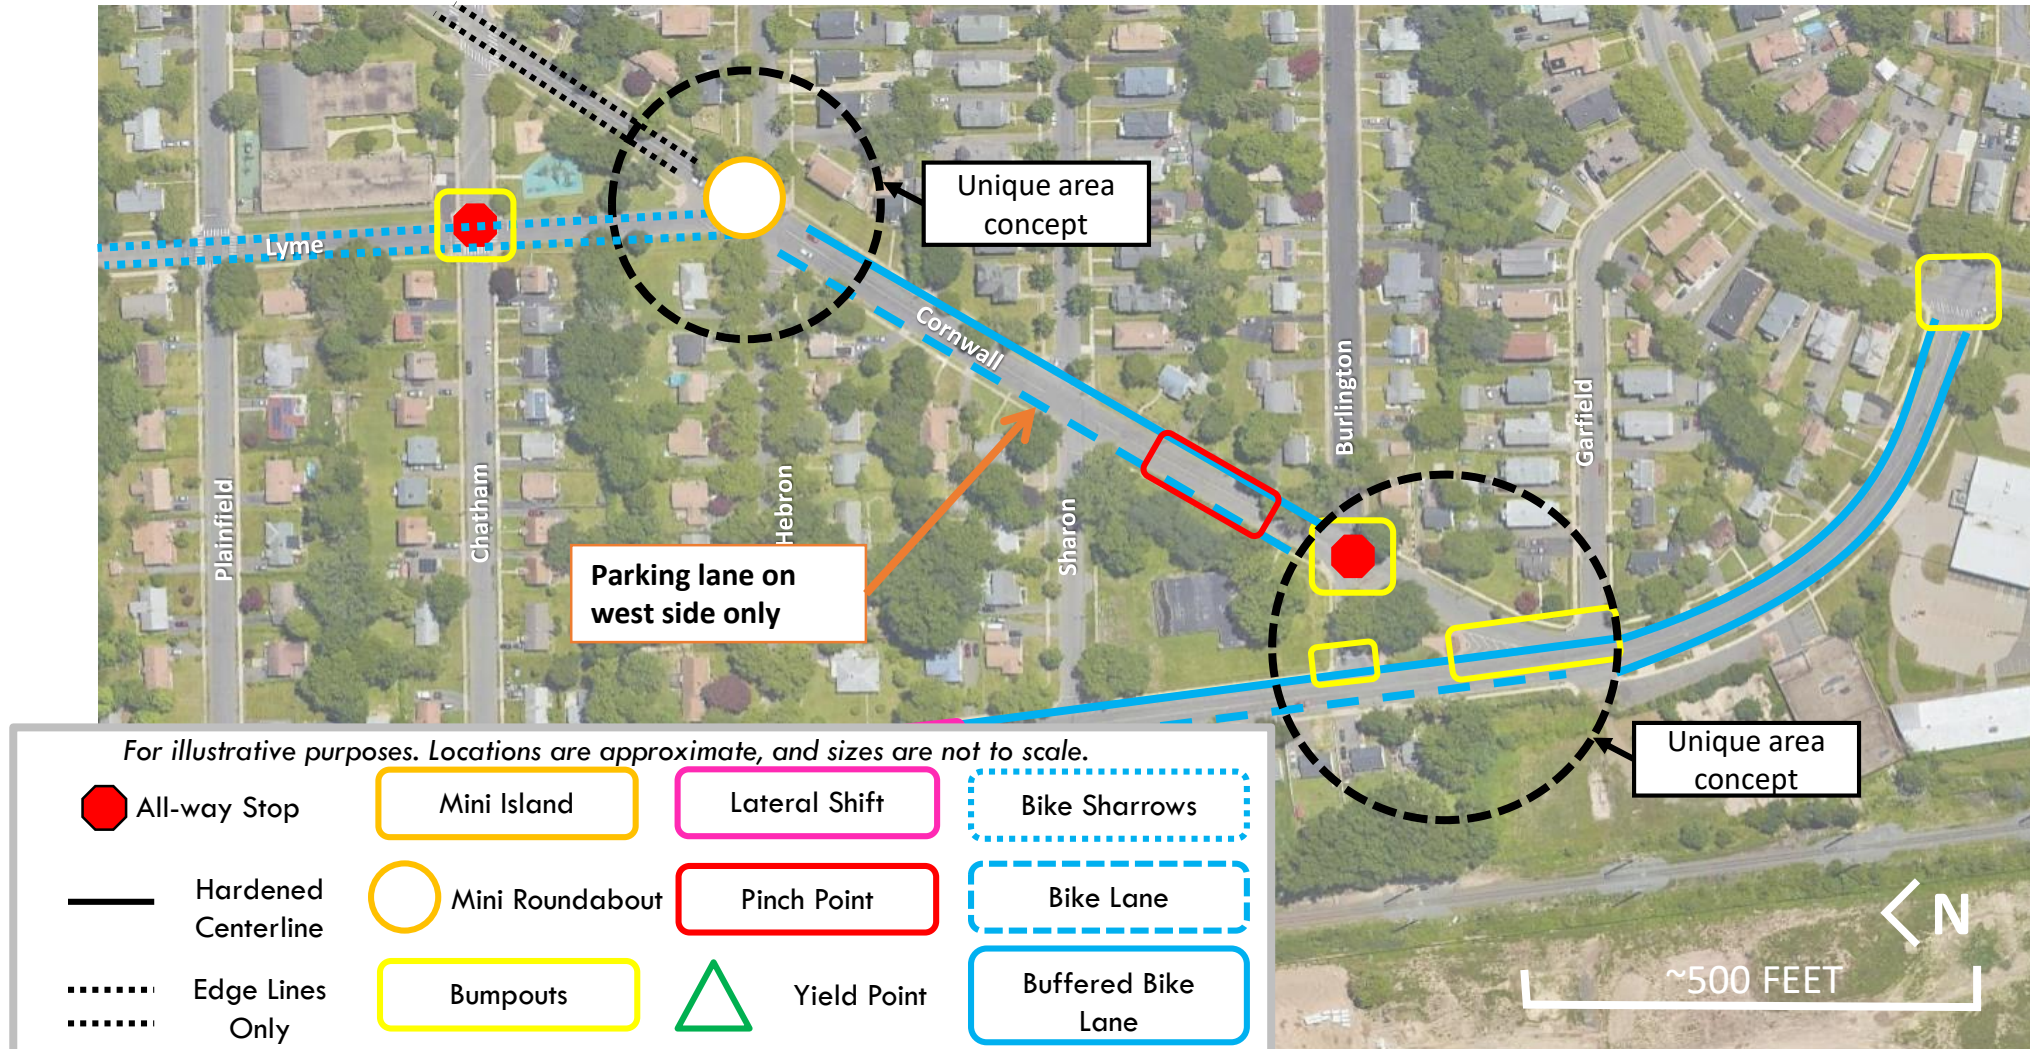 Unique area
concept
Lyme
Cornwall
Plainfield
Chatham
Hebron
Sharon
Burlington
Garfield
Parking lane on
west side only
Unique area
concept
For illustrative purposes. Locations are approximate, and sizes are not to scale.
All-way Stop
Mini Island
Lateral Shift
Bike Sharrows
Hardened
Centerline
Mini Roundabout
Pinch Point
Bike Lane
Edge Lines
Only
Bumpouts
Yield Point
Buffered Bike
Lane
N
~500 FEET